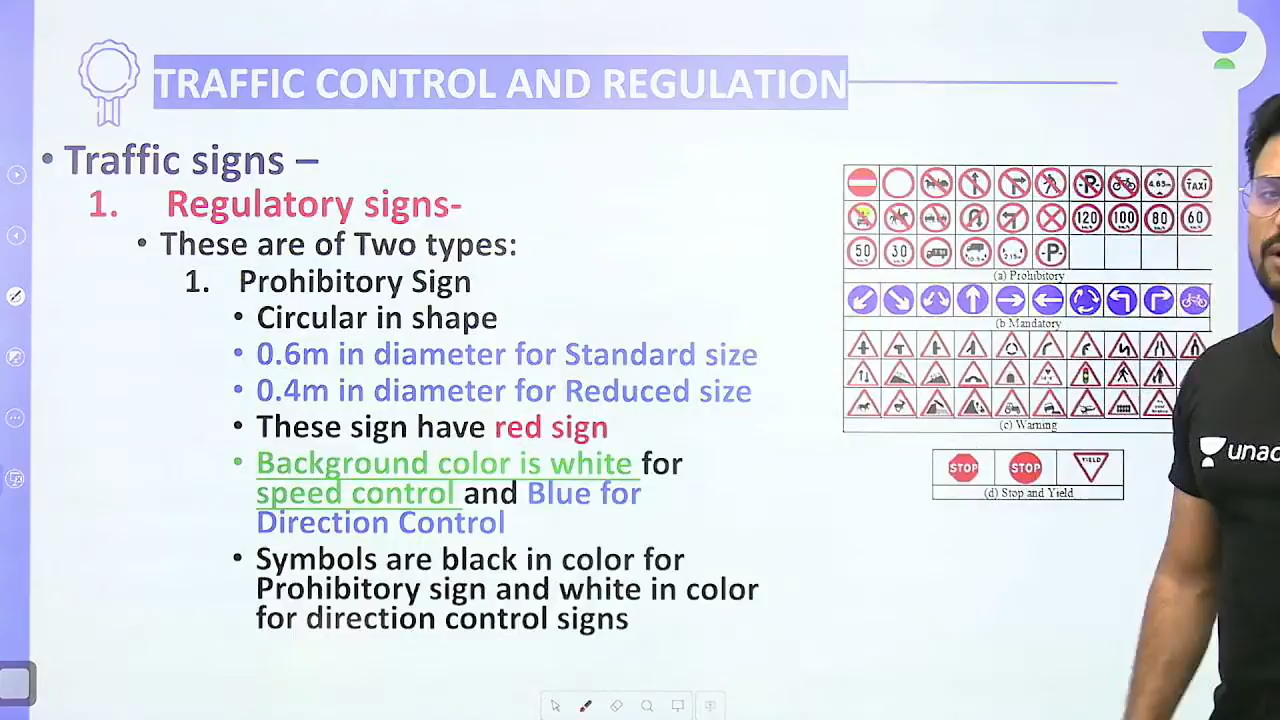 TRAFFIC CONTROL AND REGULATION
• Traffic signs –
1. Regulatory signs-
• These are of Two types:
1. Prohibitory Sign
• Circular in shape
• 0.6m in diameter for Standard size
• 0.4m in diameter for Reduced size
• These sign have red sign
• Background color is white for
speed control and Blue for
Direction Control
• Symbols are black in color for
Prohibitory sign and white in color
for direction control signs
P TAXI
120 100 80 60
50 30 P
(a) Prohibitory
(b Mandatory
(c) Warning
STOP STOP YIELD
(d) Stop and Yield